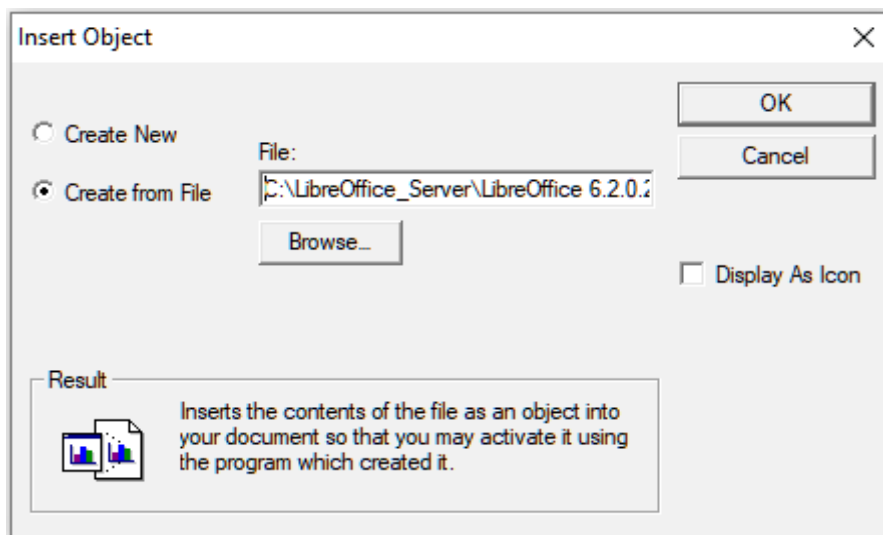 Insert Object
OK
Create New
Cancel
File:
Create from File
C:\LibreOffice_Server\LibreOffice 6.2.0.2
Browse...
Display As Icon
Result
Inserts the contents of the file as an object into
your document so that you may activate it using
the program which created it.